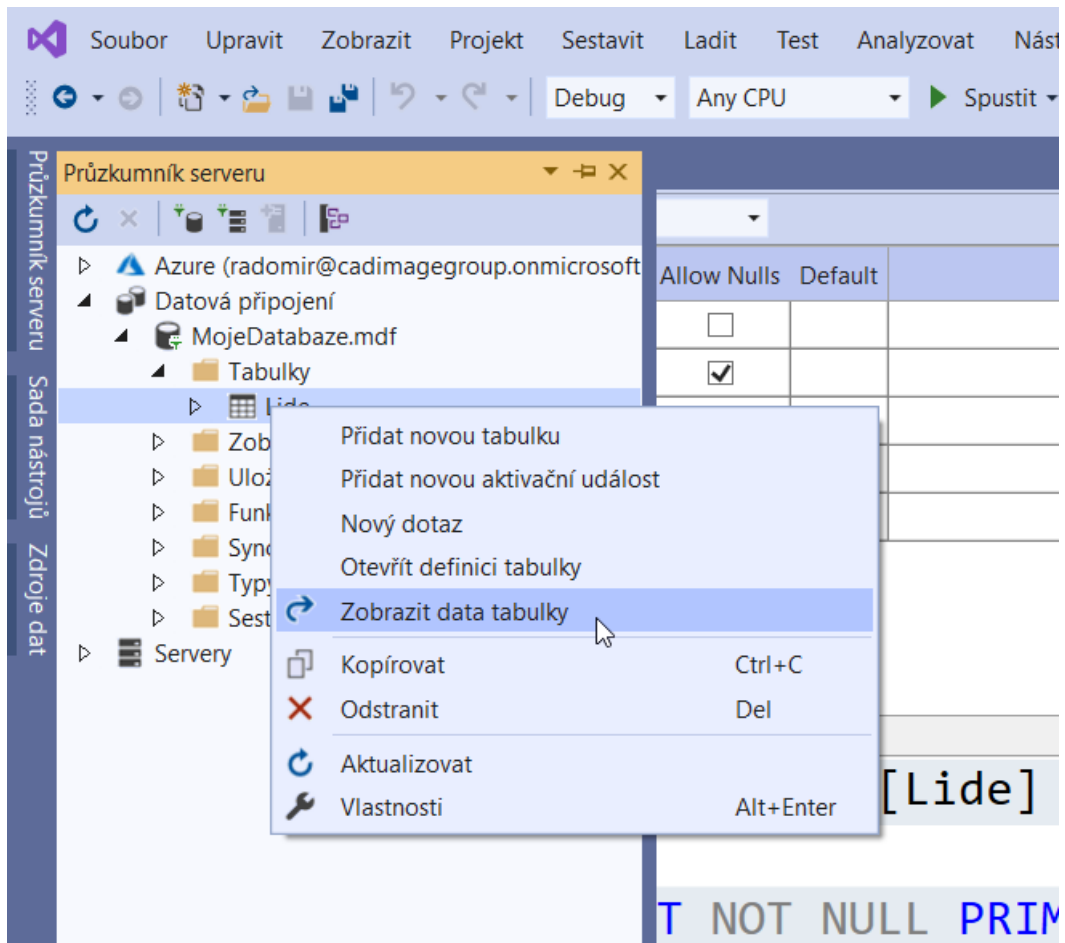 Soubor Upravit Zobrazit Projekt Sestavit Ladit Test Analyzovat
Debug Any CPU Spustit
Průzkumník serveru
Sada nástrojů
Zdroje dat
Průzkumník serveru
Azure (radomir@cadimagegroup.onmicrosoft
Datová připojení
MojeDatabaze.mdf
Tabulky
Lide
Servery
Přidat novou tabulku
Přidat novou aktivační událost
Nový dotaz
Otevřít definici tabulky
Zobrazit data tabulky
Kopírovat Ctrl+C
Odstranit Del
Aktualizovat
Vlastnosti Alt+Enter
Allow Nulls Default
[Lide]
T NOT NULL PRIM